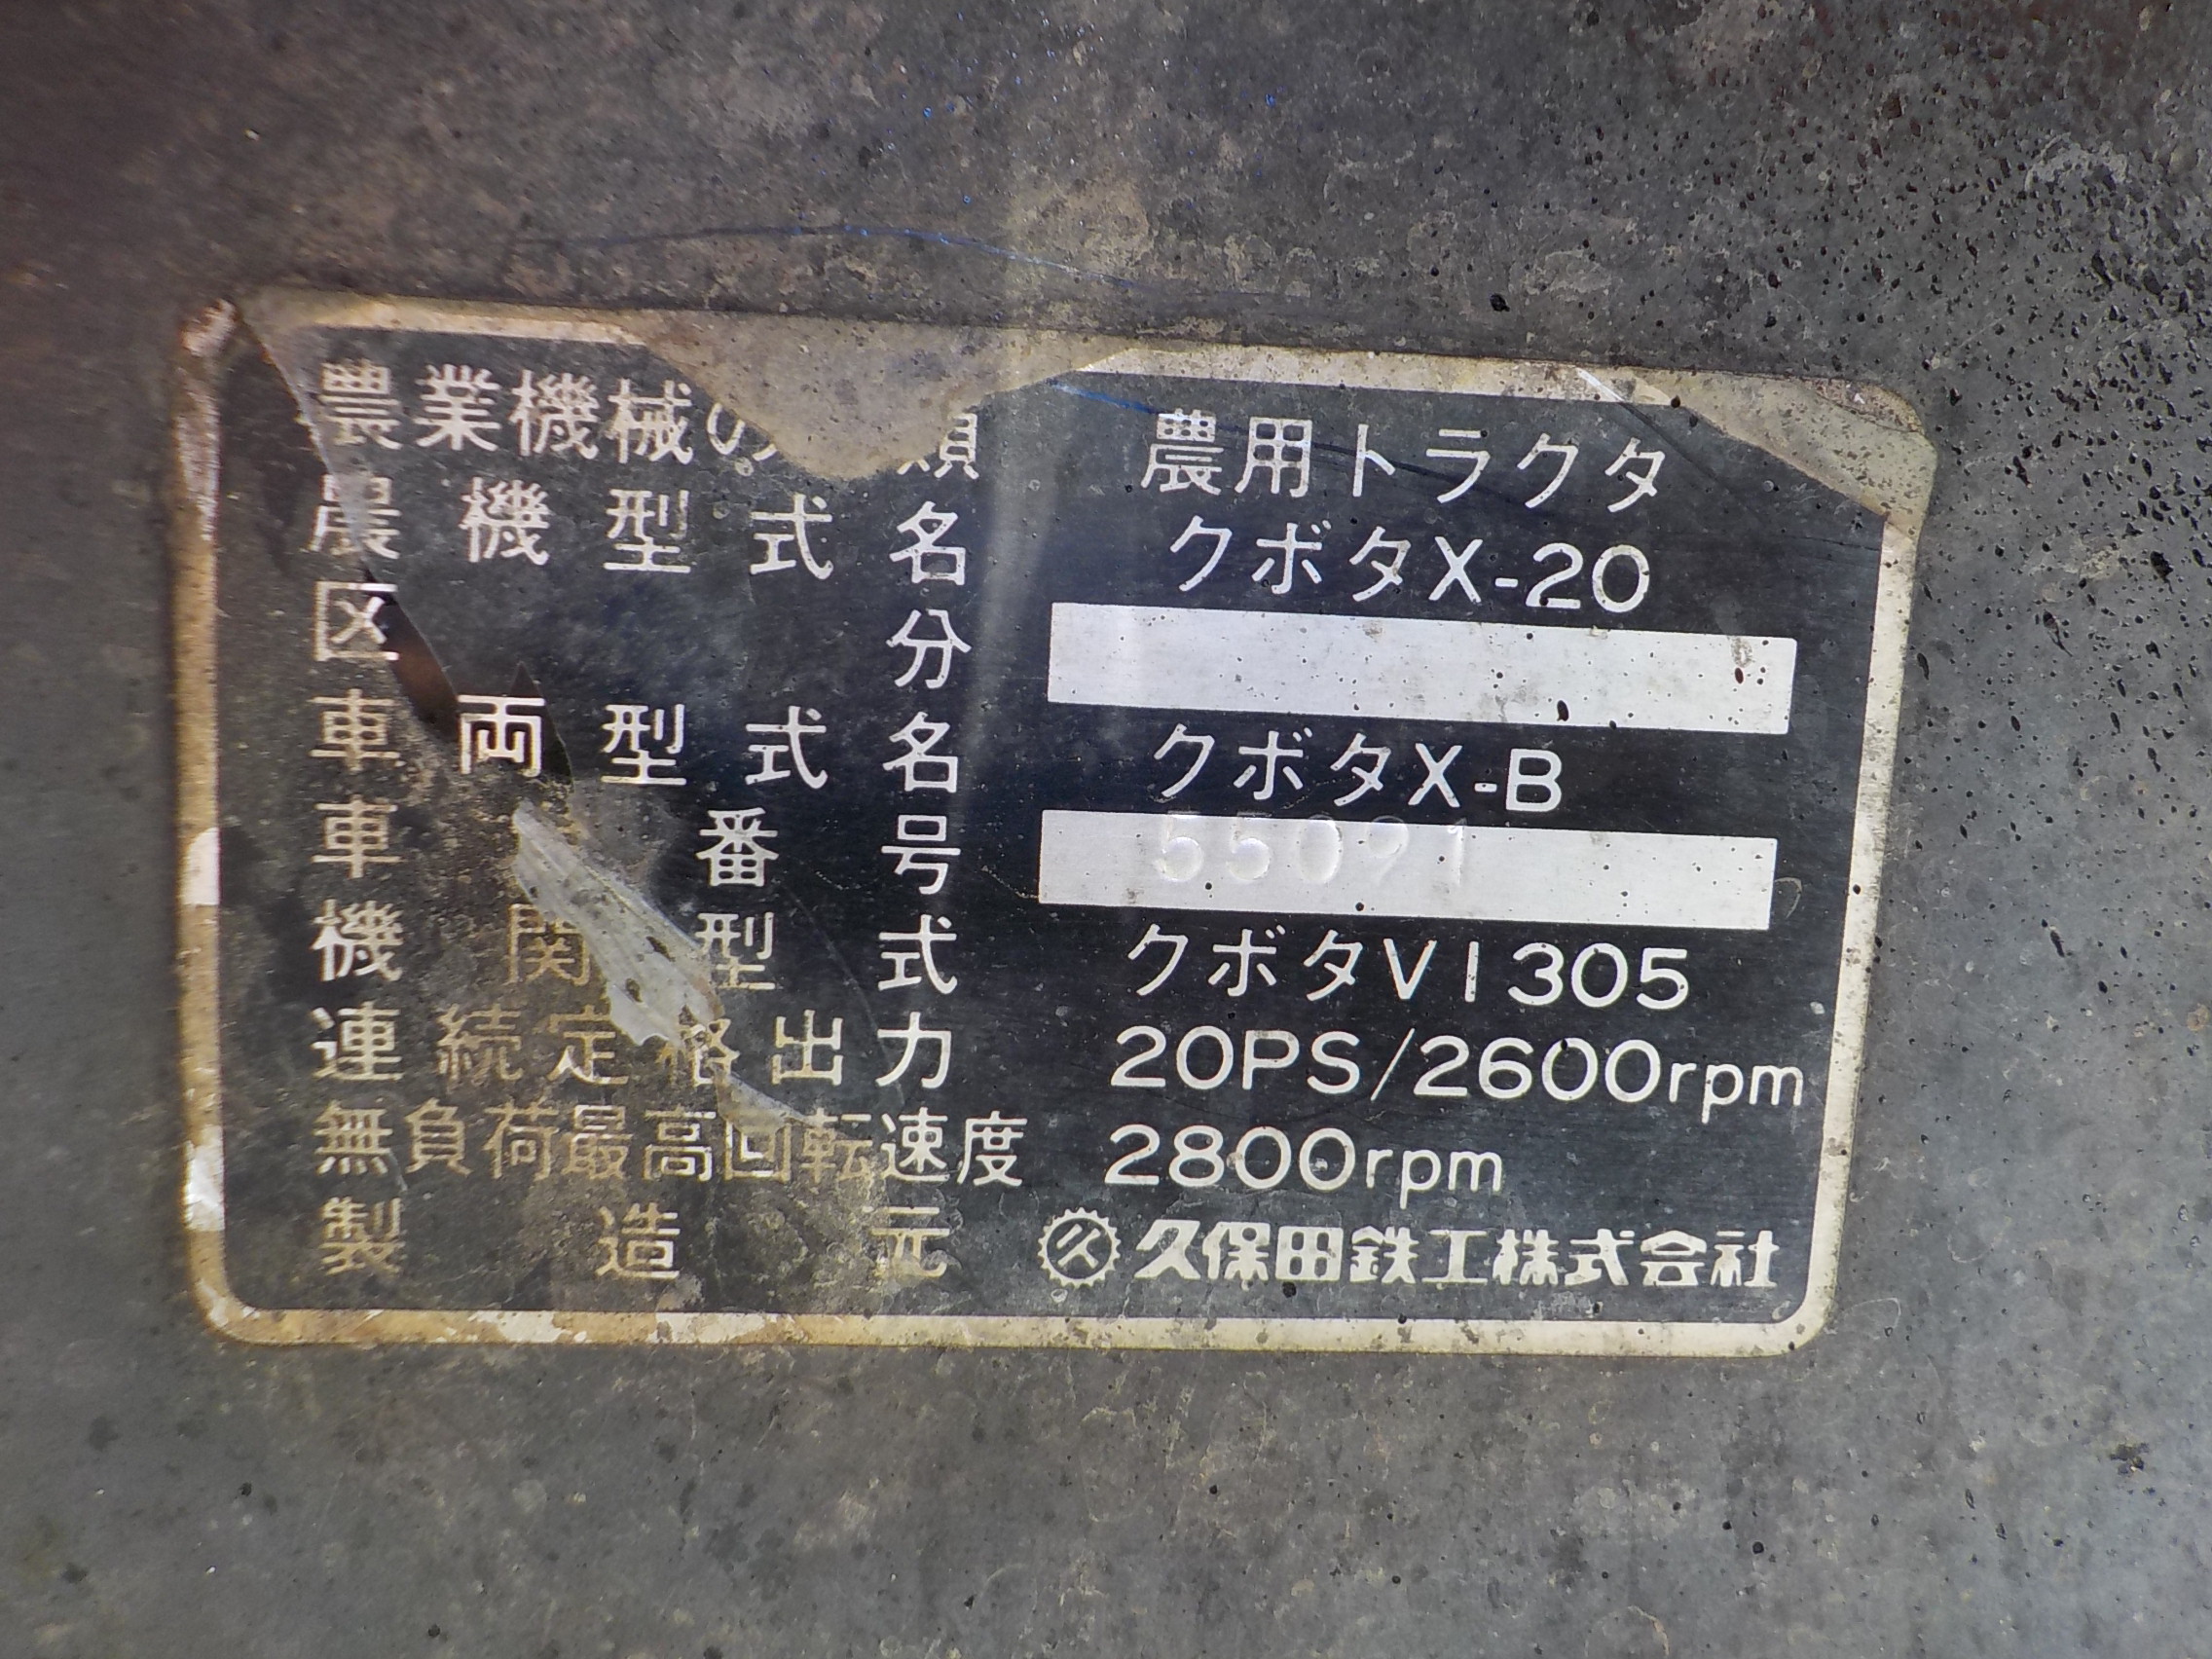 農業機械の 類 農用トラクタ
農機型式名 クボタX-20
区分
車両型式名 クボタX-B
車 番号 55091
機関型式 クボタV1305
連続定格出力 20PS/2600rpm
無負荷最高回転速度 2800rpm
製造元 久保田鉄工株式会社